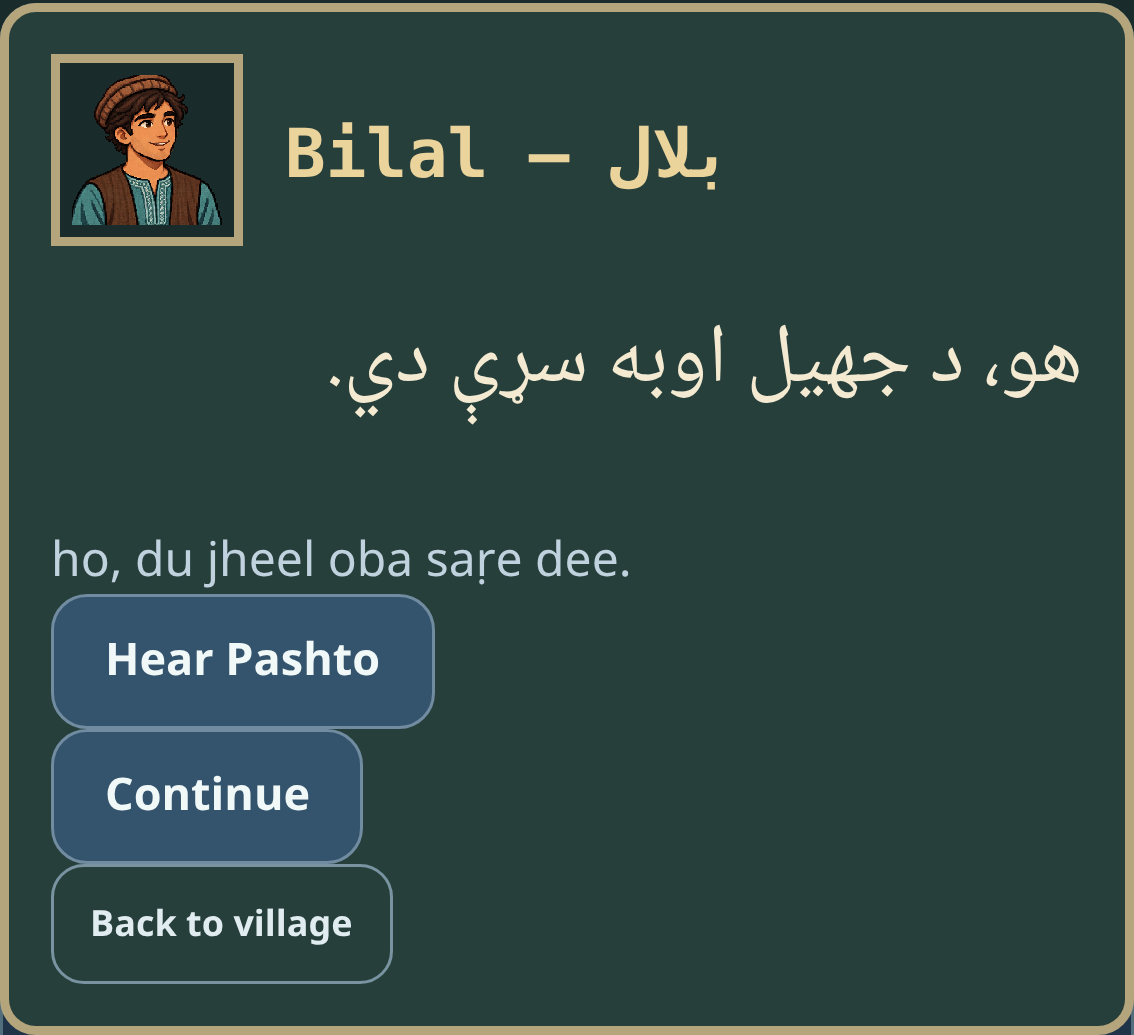 Bilal — بلال
هو، د جهيل اوبه سړې دي.
ho, du jheel oba saṛe dee.
Hear Pashto
Continue
Back to village